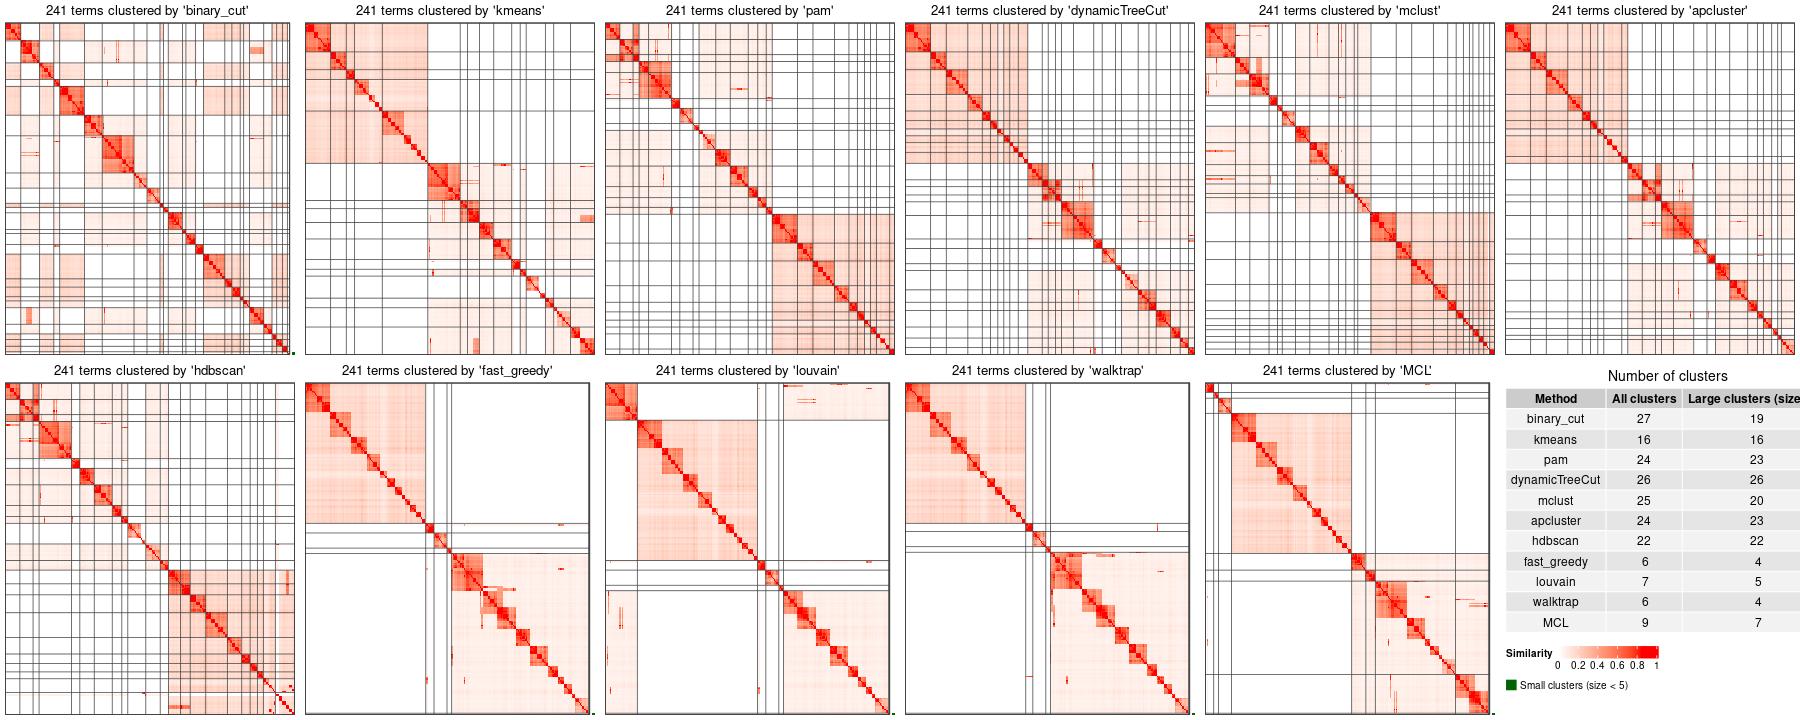 241 terms clustered by 'binary_cut'
241 terms clustered by 'kmeans'
241 terms clustered by 'pam'
241 terms clustered by 'dynamicTreeCut'
241 terms clustered by 'mclust'
241 terms clustered by 'apcluster'
241 terms clustered by 'hdbscan'
241 terms clustered by 'fast_greedy'
241 terms clustered by 'louvain'
241 terms clustered by 'walktrap'
241 terms clustered by 'MCL'
Number of clusters
Method All clusters Large clusters (size
binary_cut 27 19
kmeans 16 16
pam 24 23
dynamicTreeCut 26 26
mclust 25 20
apcluster 24 23
hdbscan 22 22
fast_greedy 6 4
louvain 7 5
walktrap 6 4
MCL 9 7
Similarity
0 0.2 0.4 0.6 0.8 1
Small clusters (size < 5)